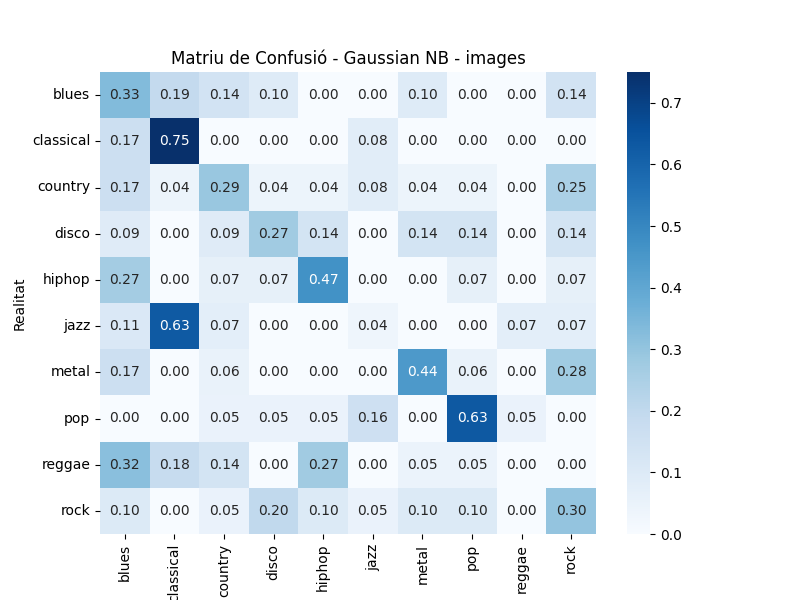 Matriu de Confusió - Gaussian NB - images
Realitat
blues 0.33 0.19 0.14 0.10 0.00 0.00 0.10 0.00 0.00 0.14
classical 0.17 0.75 0.00 0.00 0.00 0.08 0.00 0.00 0.00 0.00
country 0.17 0.04 0.29 0.04 0.04 0.08 0.04 0.04 0.00 0.25
disco 0.09 0.00 0.09 0.27 0.14 0.00 0.14 0.14 0.00 0.14
hiphop 0.27 0.00 0.07 0.07 0.47 0.00 0.00 0.07 0.00 0.07
jazz 0.11 0.63 0.07 0.00 0.00 0.04 0.00 0.00 0.07 0.07
metal 0.17 0.00 0.06 0.00 0.00 0.00 0.44 0.06 0.00 0.28
pop 0.00 0.00 0.05 0.05 0.05 0.16 0.00 0.63 0.05 0.00
reggae 0.32 0.18 0.14 0.00 0.27 0.00 0.05 0.05 0.00 0.00
rock 0.10 0.00 0.05 0.20 0.10 0.05 0.10 0.10 0.00 0.30
blues classical country disco hiphop jazz metal pop reggae rock
0.7
0.6
0.5
0.4
0.3
0.2
0.1
0.0